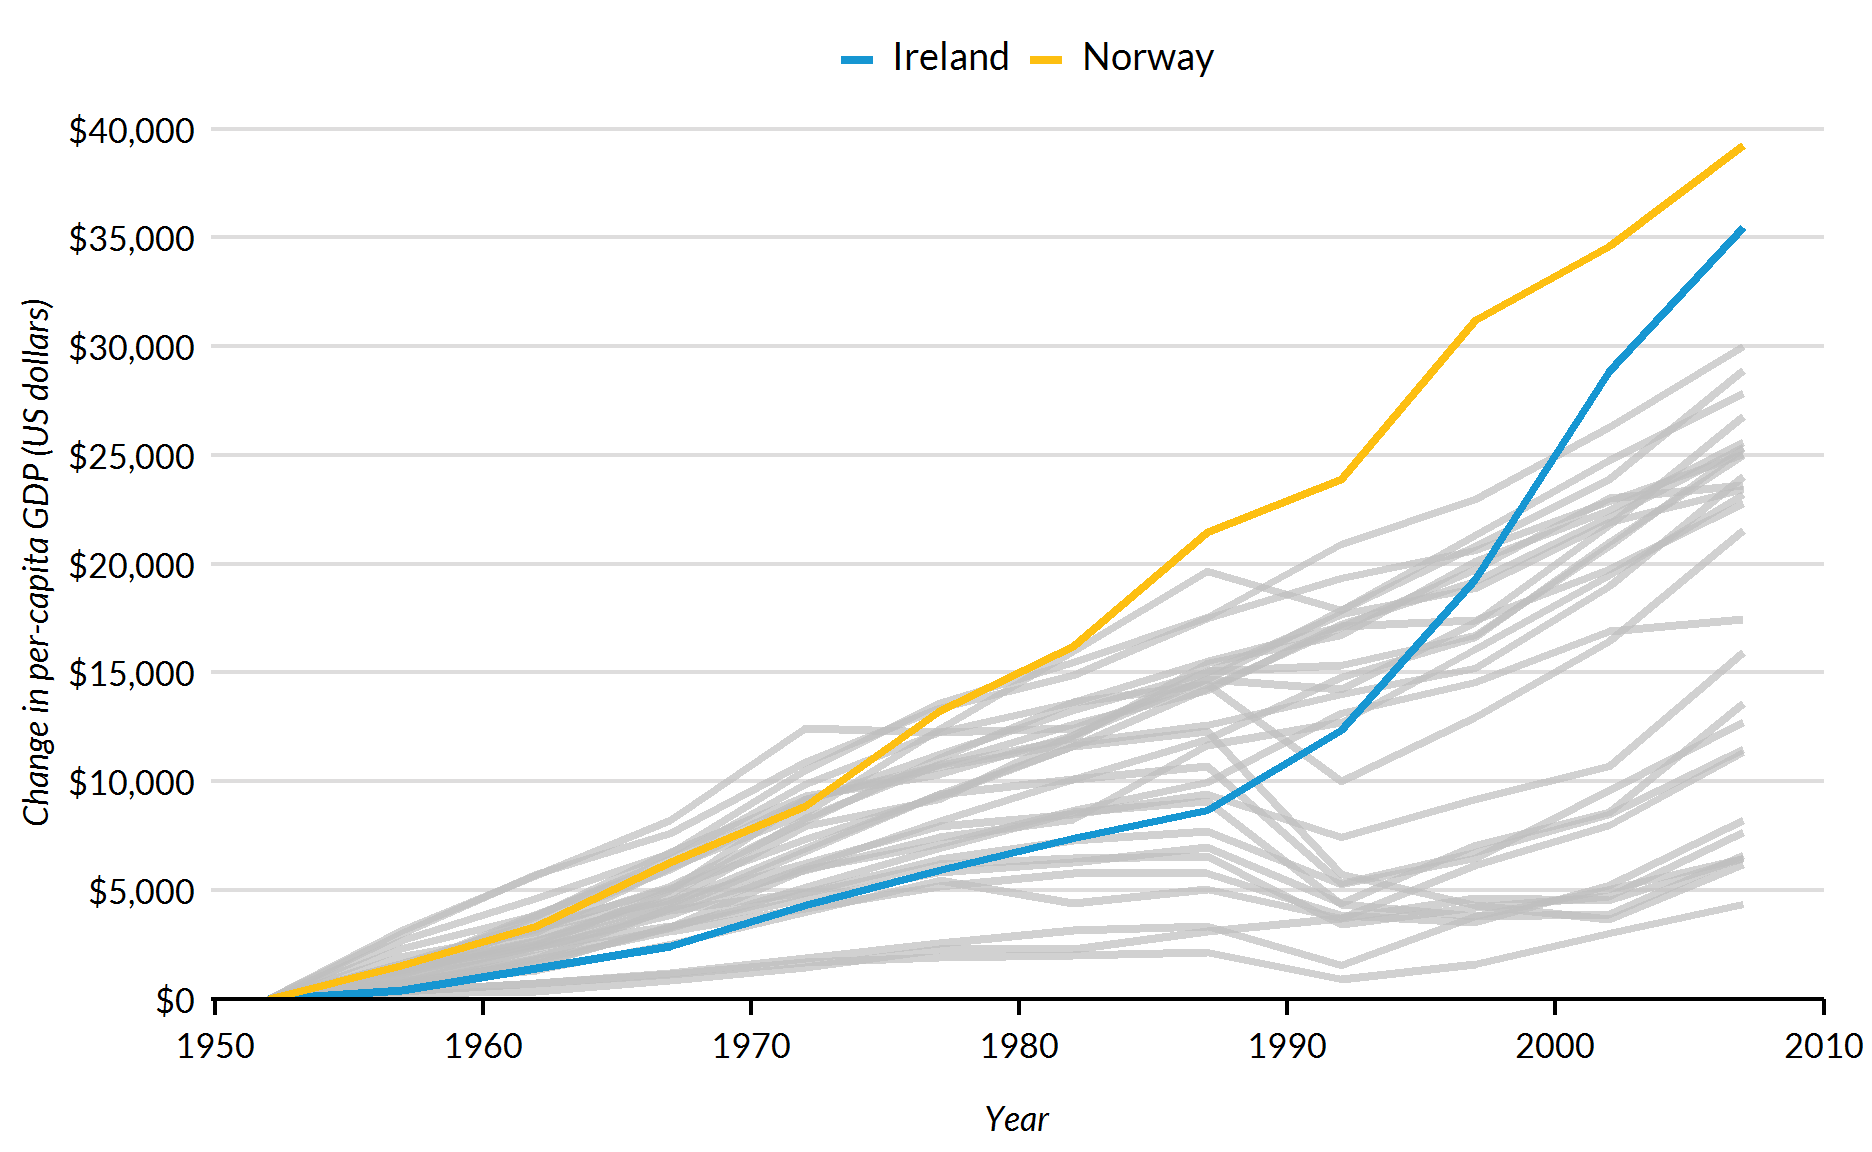 Ireland Norway
$40,000
$35,000
$30,000
$25,000
$20,000
$15,000
$10,000
$5,000
$0
Change in per-capita GDP (US dollars)
1950 1960 1970 1980 1990 2000 2010
Year